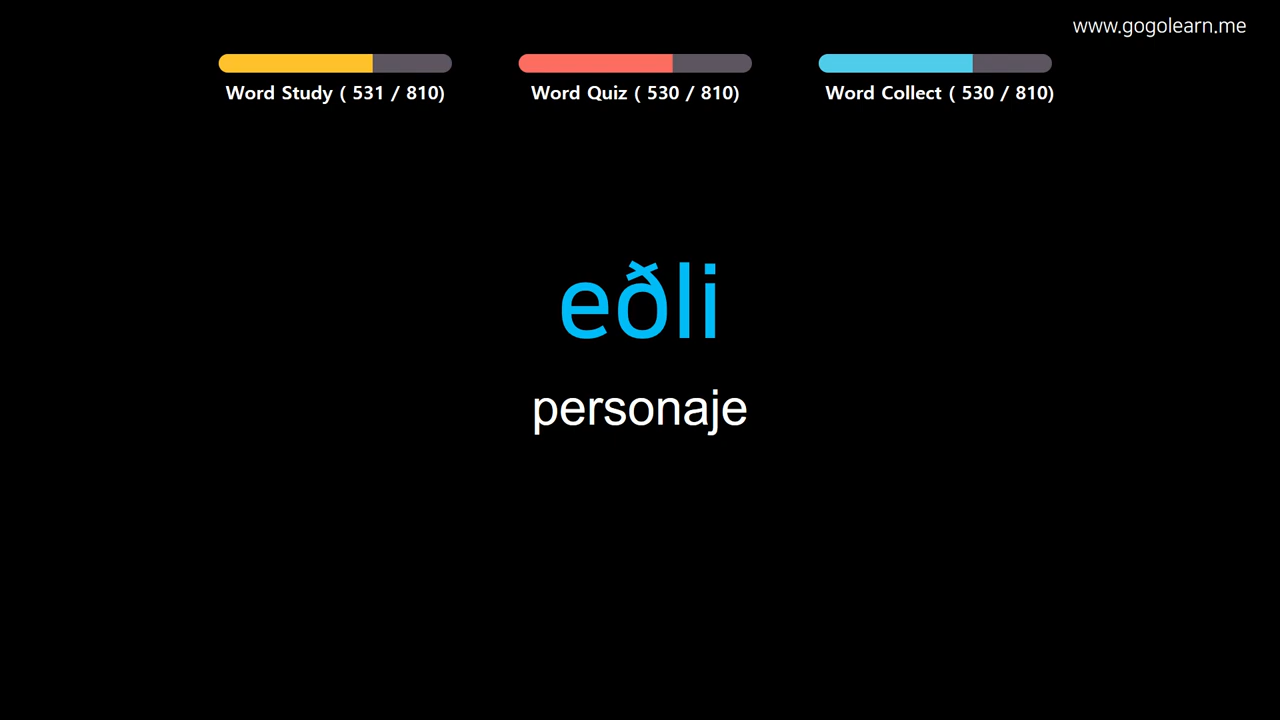 www.gogolearn.me
Word Study ( 531 / 810)
Word Quiz ( 530 / 810)
Word Collect ( 530 / 810)
eðli
personaje